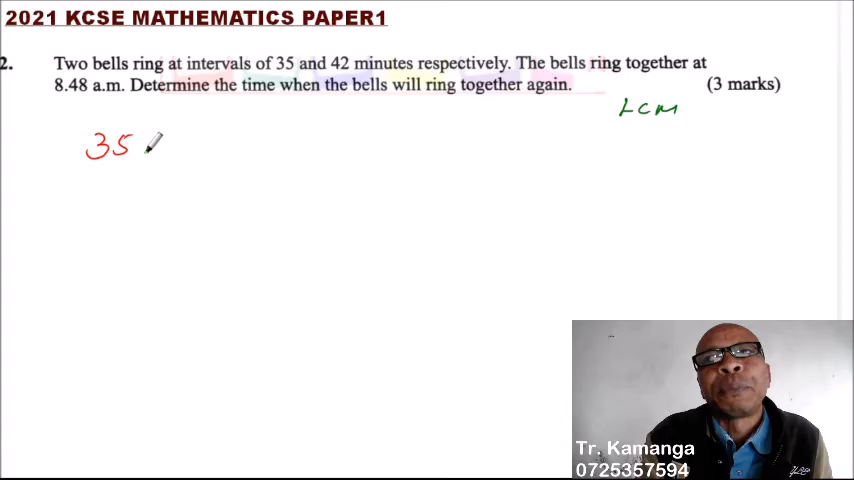 2021 KCSE MATHEMATICS PAPER1
2. Two bells ring at intervals of 35 and 42 minutes respectively. The bells ring together at
8.48 a.m. Determine the time when the bells will ring together again. (3 marks)
LCM
35
Tr. Kamanga
0725357594